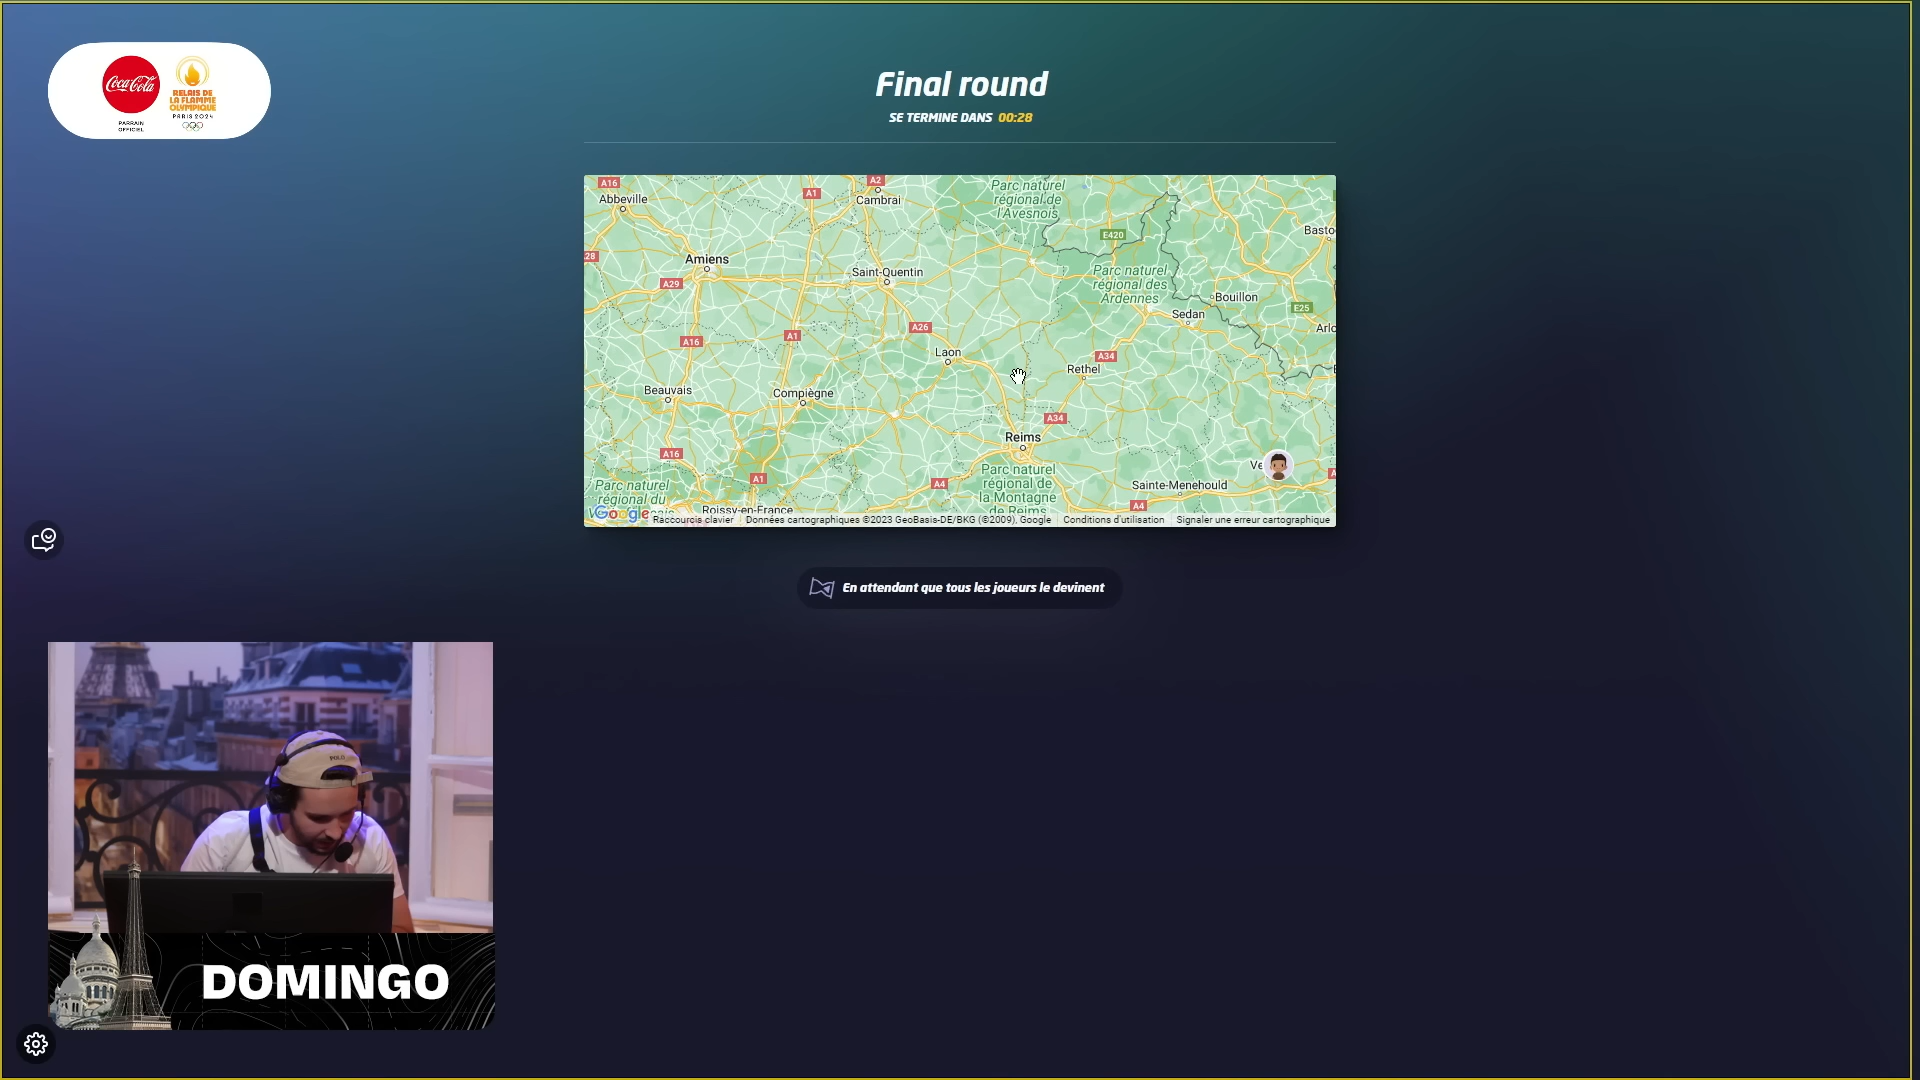 Coca-Cola
PARRAIN
OFFICIEL
RELAIS DE
LA FLAMME
OLYMPIQUE
PARIS 2024
Final round
SE TERMINE DANS 00:28
A16
A1
A2
Abbeville
Cambrai
Parc naturel
régional de
l'Avesnois
E420
Basto
28
Amiens
A29
Saint-Quentin
Parc naturel
régional des
Ardennes
Bouillon
E25
Sedan
Arlo
A16
A1
A26
Laon
A34
Rethel
Beauvais
Compiègne
A34
Reims
A16
A1
A4
Parc naturel
régional de
la Montagne
de Reims
Ve
Sainte-Menehould
A4
Parc naturel
régional du
Roissy-en-France
Google
Raccourcis clavier
Données cartographiques ©2023 GeoBasis-DE/BKG (©2009), Google
Conditions d'utilisation
Signaler une erreur cartographique
En attendant que tous les joueurs le devinent
POLO
DOMINGO